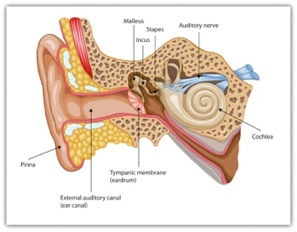 Malleus
Stapes
Incus
Auditory nerve
Cochlea
Pinna
Tympanic membrane
(eardrum)
External auditory canal
(ear canal)